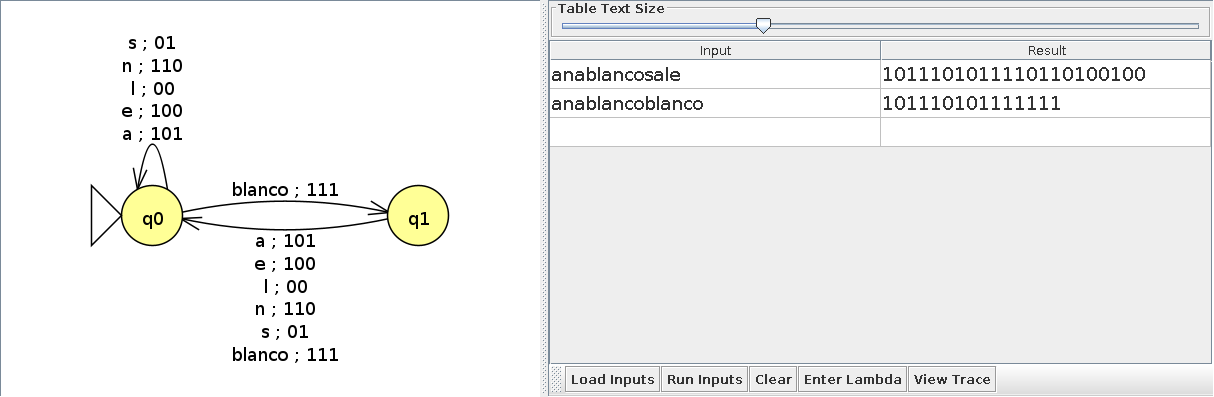 s ; 01
n ; 110
l ; 00
e ; 100
a ; 101
q0
blanco ; 111
q1
a ; 101
e ; 100
l ; 00
n ; 110
s ; 01
blanco ; 111
Table Text Size
Input Result
anablancosale 1011101011110110100100
anablancoblanco 101110101111111
Load Inputs Run Inputs Clear Enter Lambda View Trace